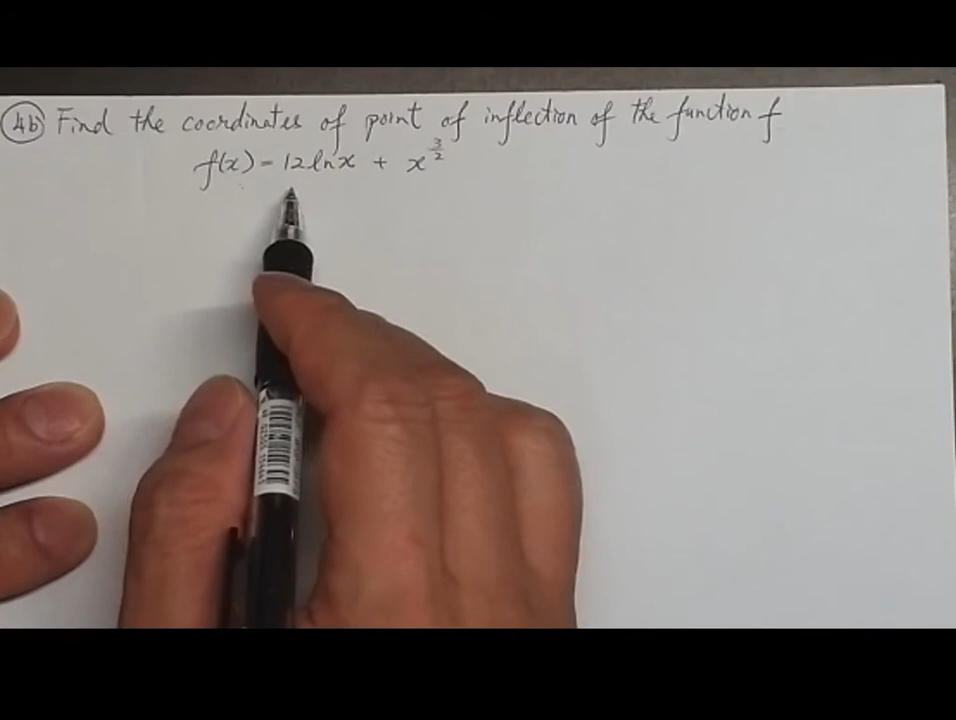 4b Find the coordinates of point of inflection of the function f
f(x) = 12 ln x + x^{3/2}